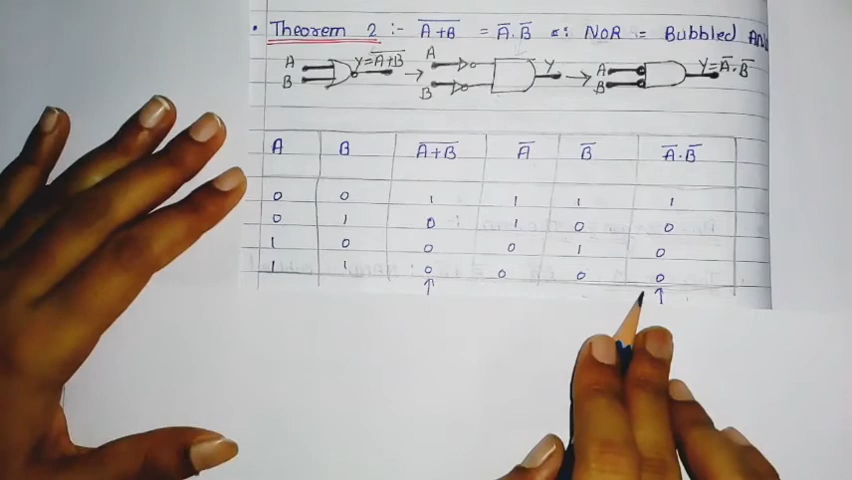 • Theorem 2 :- A̅+̅B̅ = A̅.B̅ ∴ NOR = Bubbled AND
A B Y=A̅+̅B̅ → A B Y → A B Y=A̅.B̅
A B A̅+̅B̅ A̅ B̅ A̅.B̅
0 0 1 1 1 1
0 1 0 1 0 0
1 0 0 0 1 0
1 1 0 0 0 0
↑ ↑